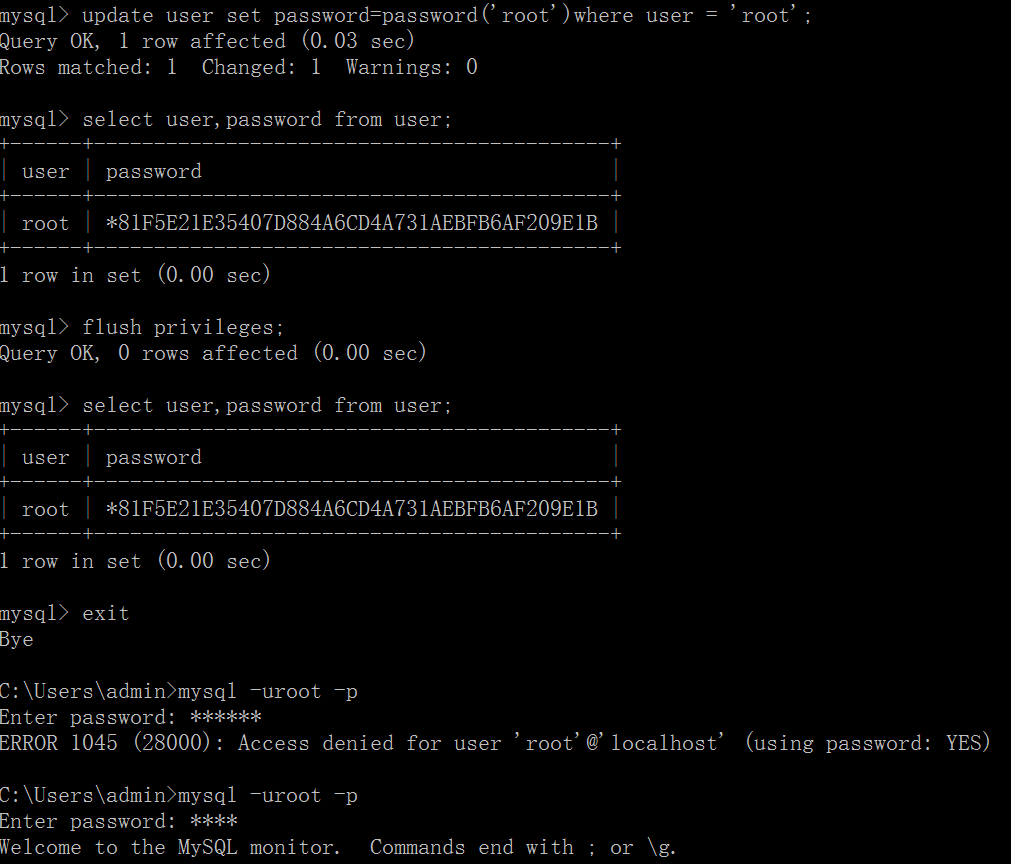 mysql> update user set password=password('root')where user = 'root';
Query OK, 1 row affected (0.03 sec)
Rows matched: 1  Changed: 1  Warnings: 0
mysql> select user,password from user;
+------+-------------------------------------------+
| user | password                                  |
+------+-------------------------------------------+
| root | *81F5E21E35407D884A6CD4A731AEBFB6AF209E1B |
+------+-------------------------------------------+
1 row in set (0.00 sec)
mysql> flush privileges;
Query OK, 0 rows affected (0.00 sec)
mysql> select user,password from user;
+------+-------------------------------------------+
| user | password                                  |
+------+-------------------------------------------+
| root | *81F5E21E35407D884A6CD4A731AEBFB6AF209E1B |
+------+-------------------------------------------+
1 row in set (0.00 sec)
mysql> exit
Bye
C:\Users\admin>mysql -uroot -p
Enter password: ******
ERROR 1045 (28000): Access denied for user 'root'@'localhost' (using password: YES)
C:\Users\admin>mysql -uroot -p
Enter password: ****
Welcome to the MySQL monitor.  Commands end with ; or \g.